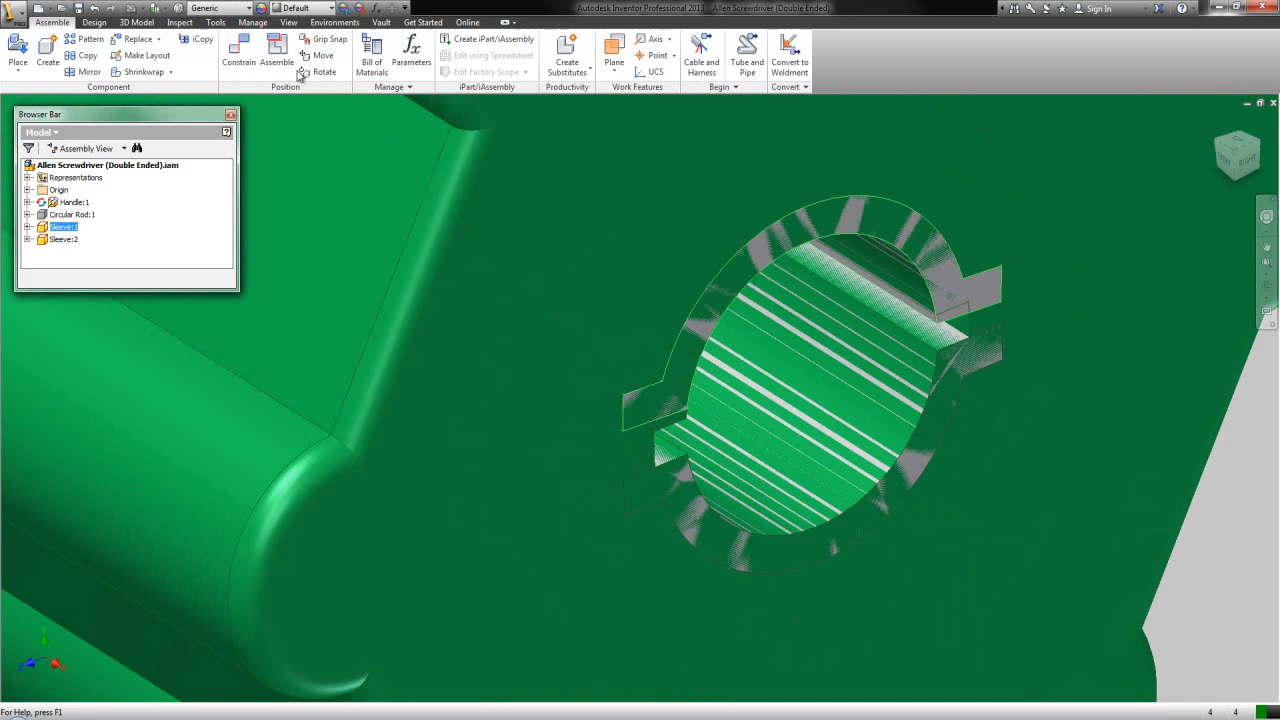 PRO
Generic
Default
Autodesk Inventor Professional 2013 - Allen Screwdriver (Double Ended)
Sign In
Assemble Design 3D Model Inspect Tools Manage View Environments Vault Get Started Online
Place
Create
Pattern
Copy
Mirror
Replace
Make Layout
Shrinkwrap
iCopy
Component
Constrain
Assemble
Grip Snap
Move
Rotate
Position
Bill of
Materials
Parameters
Manage
Create iPart/iAssembly
Edit using Spreadsheet
Edit Factory Scope
iPart/iAssembly
Create
Substitutes
Productivity
Plane
Axis
Point
UCS
Work Features
Cable and
Harness
Tube and
Pipe
Begin
Convert to
Weldment
Convert
Browser Bar
Model
Assembly View
Allen Screwdriver (Double Ended).iam
Representations
Origin
Handle:1
Circular Rod:1
Sleeve:1
Sleeve:2
RIGHT
Y
Z
X
For Help, press F1
4 4